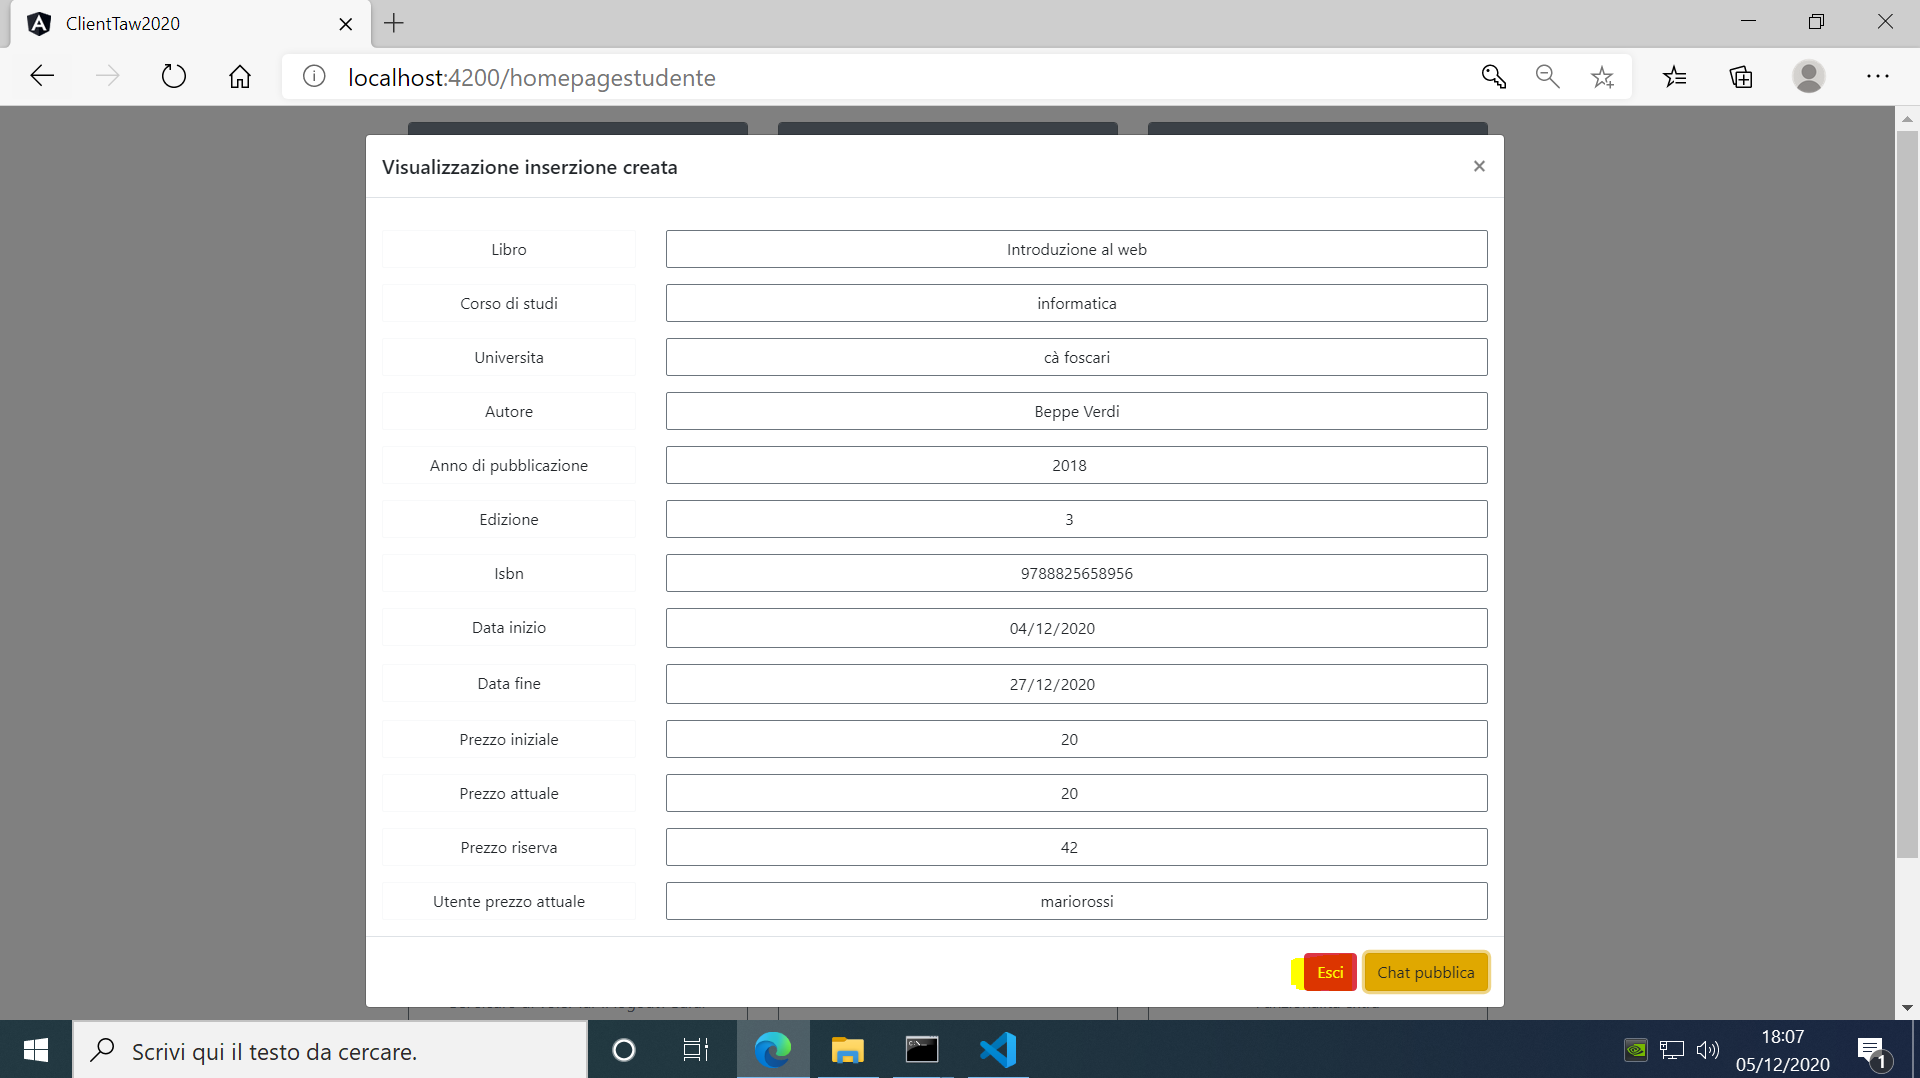 ClientTaw2020
localhost:4200/homepagestudente
Visualizzazione inserzione creata
×
Libro Introduzione al web
Corso di studi informatica
Universita cà foscari
Autore Beppe Verdi
Anno di pubblicazione 2018
Edizione 3
Isbn 9788825658956
Data inizio 04/12/2020
Data fine 27/12/2020
Prezzo iniziale 20
Prezzo attuale 20
Prezzo riserva 42
Utente prezzo attuale mariorossi
Esci Chat pubblica
Scrivi qui il testo da cercare.
18:07
05/12/2020
1